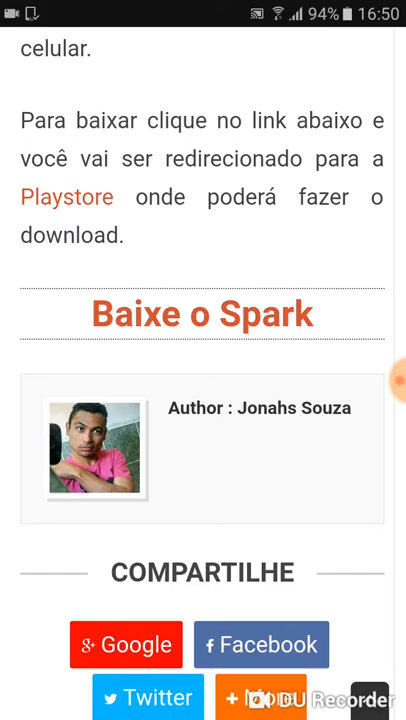 94% 16:50
celular.
Para baixar clique no link abaixo e
você vai ser redirecionado para a
Playstore onde poderá fazer o
download.
Baixe o Spark
Author : Jonahs Souza
COMPARTILHE
g+ Google
f Facebook
Twitter
+ More
DU Recorder